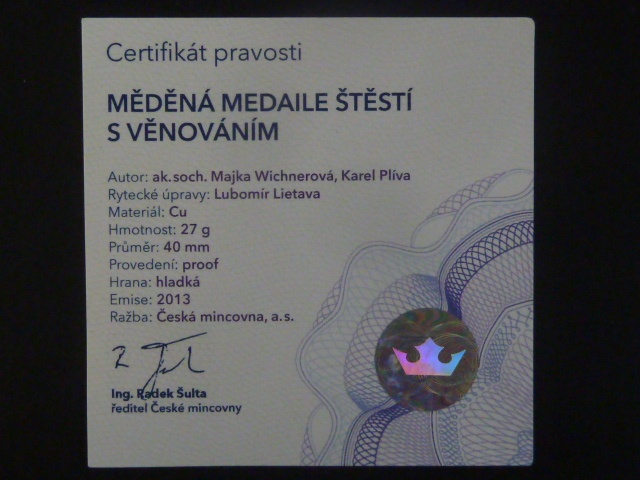 Certifikát pravosti
MĚDĚNÁ MEDAILE ŠTĚSTÍ
S VĚNOVÁNÍM
Autor: ak.soch. Majka Wichnerová, Karel Plíva
Rytecké úpravy: Lubomír Lietava
Materiál: Cu
Hmotnost: 27 g
Průměr: 40 mm
Provedení: proof
Hrana: hladká
Emise: 2013
Ražba: Česká mincovna, a.s.
Ing. Radek Šulta
ředitel České mincovny